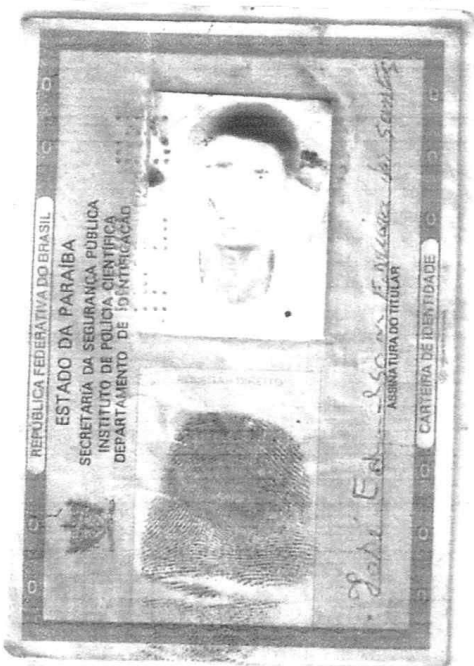 REPÚBLICA FEDERATIVA DO BRASIL
ESTADO DA PARAÍBA
SECRETARIA DA SEGURANÇA PÚBLICA
INSTITUTO DE POLÍCIA CIENTÍFICA
DEPARTAMENTO DE IDENTIFICAÇÃO
José
ASSINATURA DO TITULAR
CARTEIRA DE IDENTIDADE